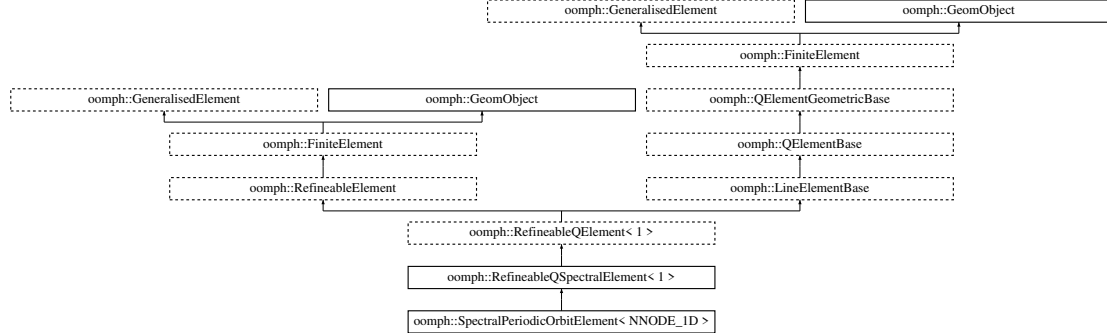 oomph::GeneralisedElement
oomph::GeomObject
oomph::FiniteElement
oomph::GeneralisedElement
oomph::GeomObject
oomph::QElementGeometricBase
oomph::FiniteElement
oomph::QElementBase
oomph::RefineableElement
oomph::LineElementBase
oomph::RefineableQElement< 1 >
oomph::RefineableQSpectralElement< 1 >
oomph::SpectralPeriodicOrbitElement< NNODE_1D >